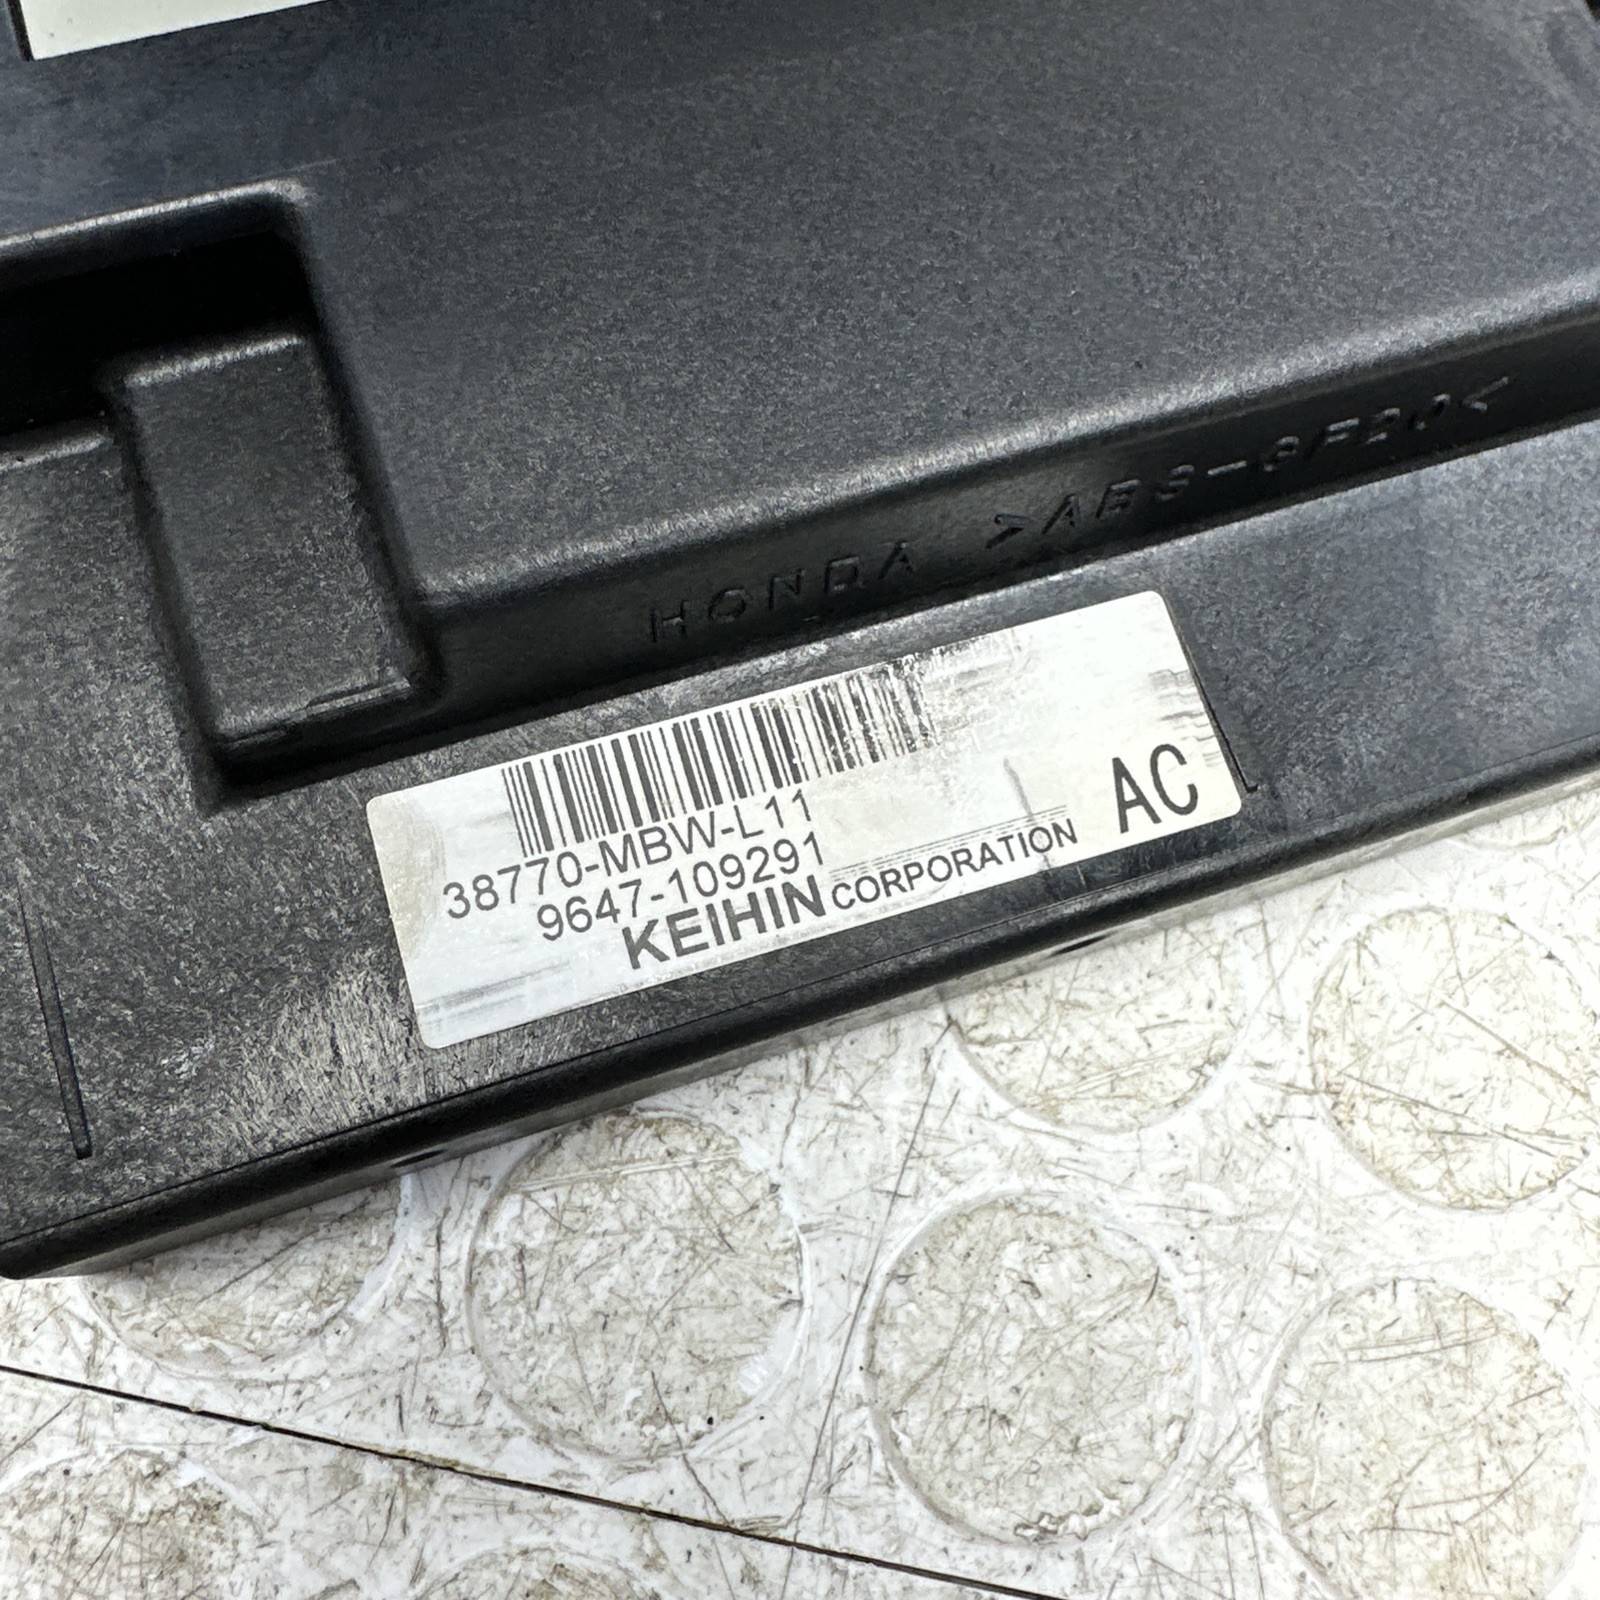 HONDA >ABS-GF20<
38770-MBW-L11
9647-109291
KEIHIN CORPORATION
AC